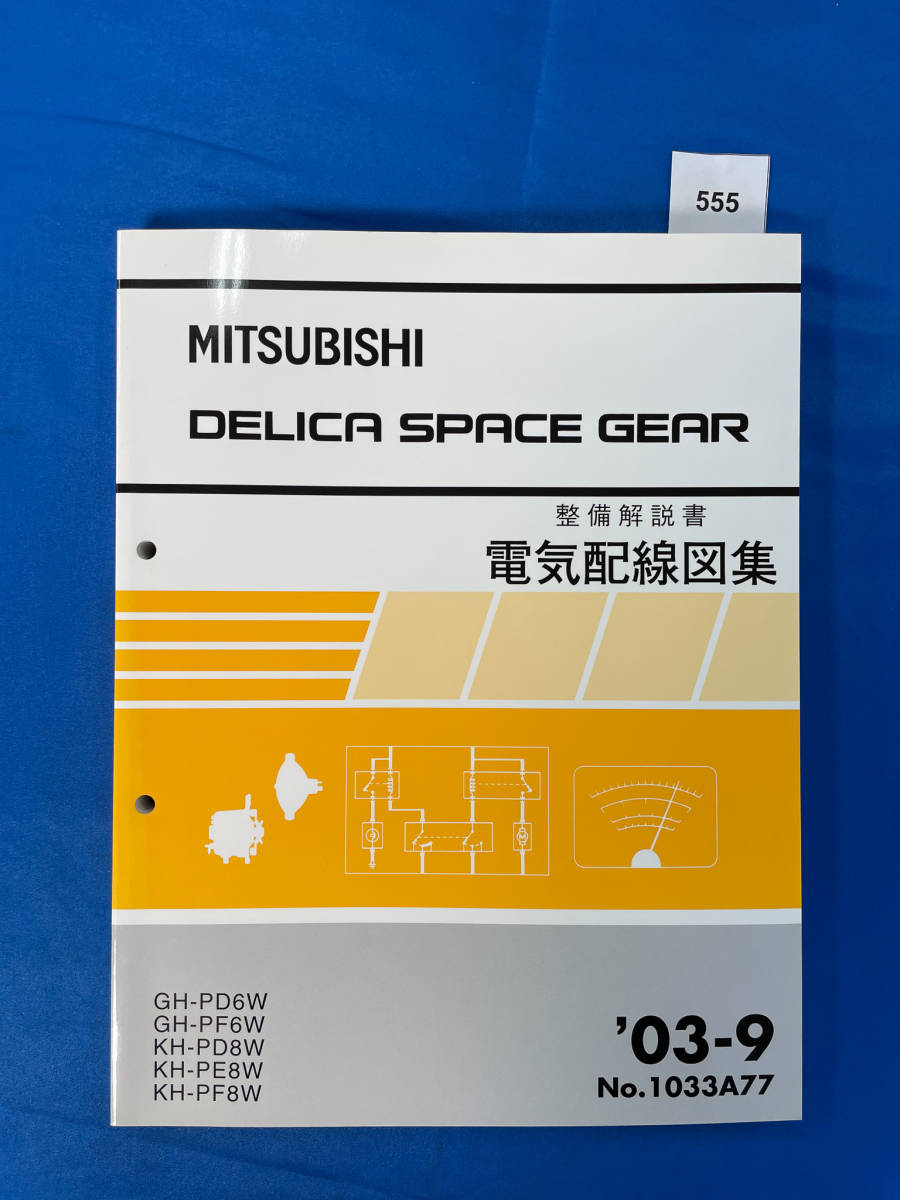 555
MITSUBISHI
DELICA SPACE GEAR
整備解説書
電気配線図集
M
GH-PD6W
GH-PF6W
KH-PD8W
KH-PE8W
KH-PF8W
'03-9
No.1033A77